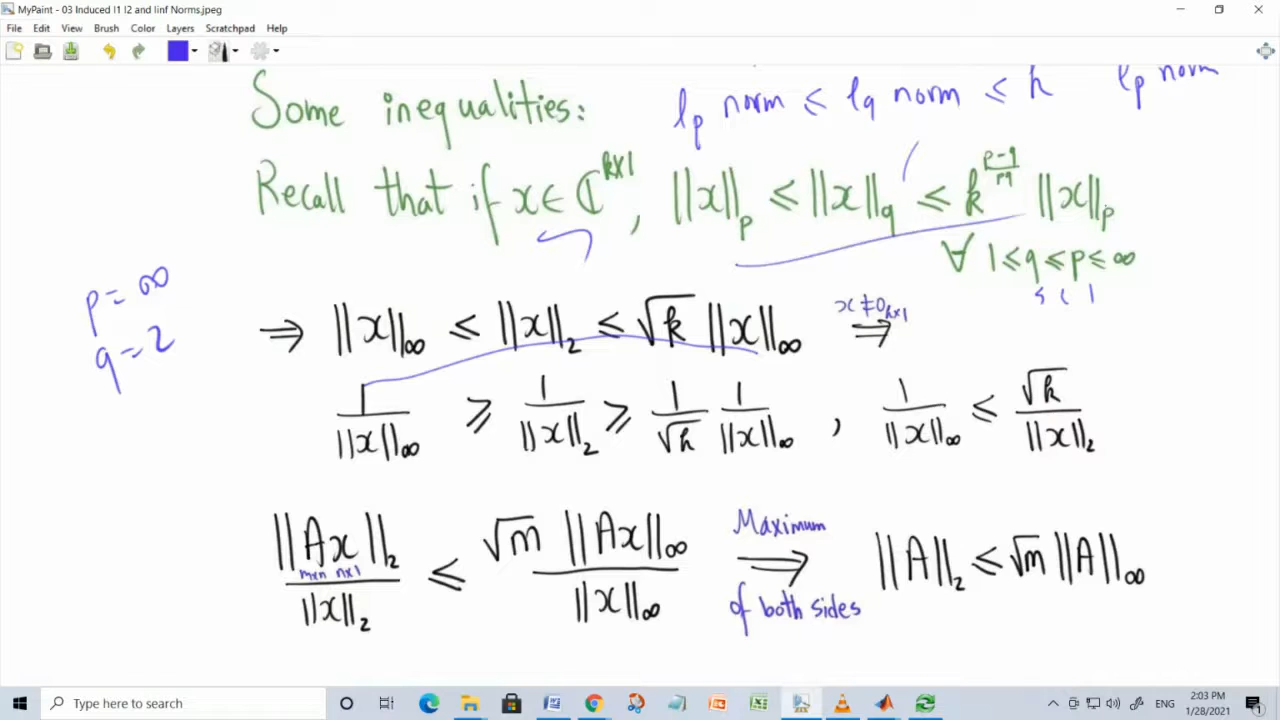 MyPaint - 03 Induced l1 l2 and linf Norms.jpeg
File Edit View Brush Color Layers Scratchpad Help
Some inequalities: lp norm ≤ lq norm ≤ k lp norm
Recall that if x ∈ ℂ^{k×1}, ||x||_p ≤ ||x||_q ≤ k^{\frac{p-q}{pq}} ||x||_p
∀ 1 ≤ q ≤ p ≤ ∞
p = ∞
q = 2
⇒ ||x||_∞ ≤ ||x||_2 ≤ √k ||x||_∞ x ≠ 0_{k×1} ⇒
1/||x||_∞ ≥ 1/||x||_2 ≥ 1/√k 1/||x||_∞ , 1/||x||_∞ ≤ √k/||x||_2
||Ax||_2 / ||x||_2 ≤ √m ||Ax||_∞ / ||x||_∞ Maximum ⇒ of both sides ||A||_2 ≤ √m ||A||_∞
m×n n×1
Type here to search
ENG
2:03 PM
1/28/2021